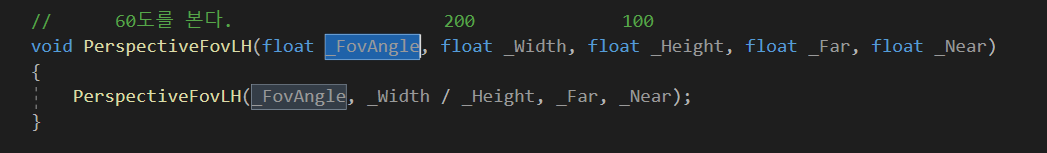 //      60도를 본다.                     200               100
void PerspectiveFovLH(float _FovAngle, float _Width, float _Height, float _Far, float _Near)
{
    PerspectiveFovLH(_FovAngle, _Width / _Height, _Far, _Near);
}